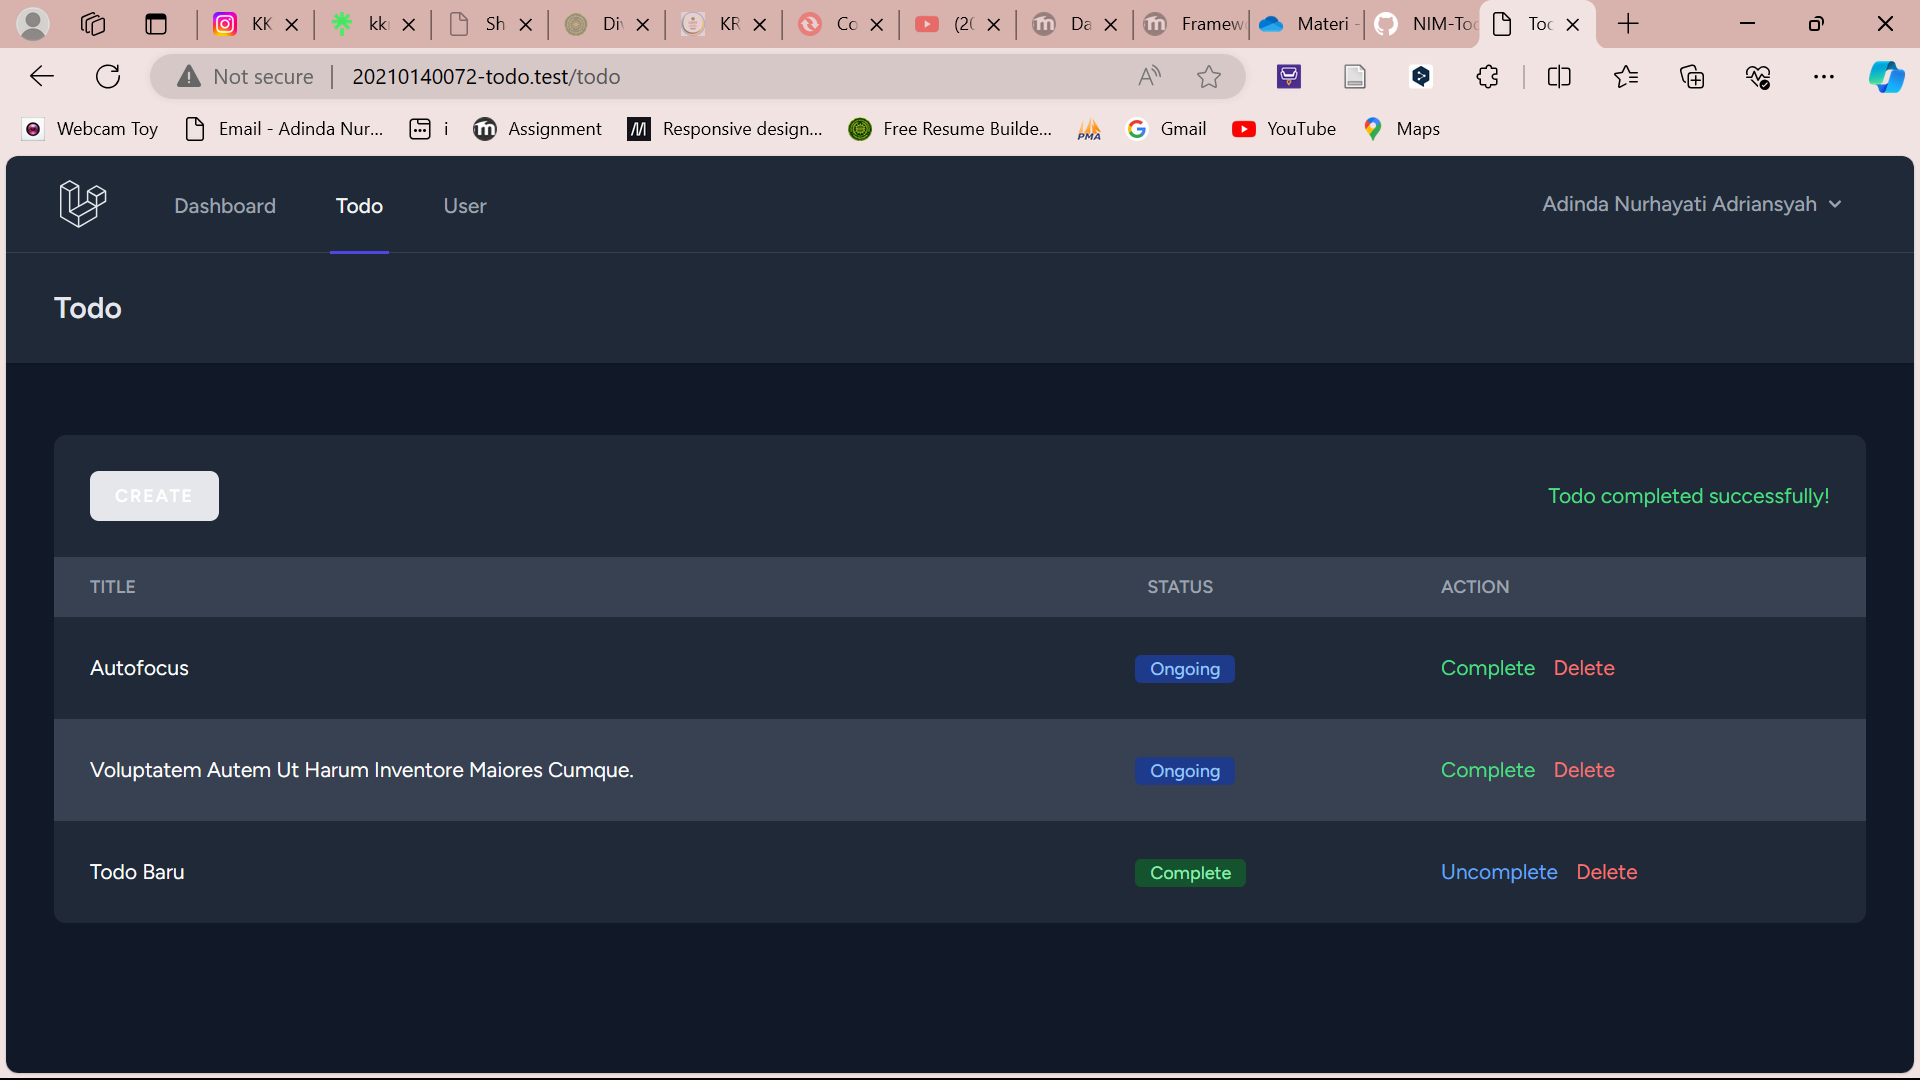 KK kk Sh Di KR Co (20 Da Framew Materi - NIM-To Too
Not secure 20210140072-todo.test/todo
Webcam Toy Email - Adinda Nur... i Assignment Responsive design... Free Resume Builde... PMA Gmail YouTube Maps
Dashboard Todo User Adinda Nurhayati Adriansyah
Todo
CREATE Todo completed successfully!
TITLE STATUS ACTION
Autofocus Ongoing Complete Delete
Voluptatem Autem Ut Harum Inventore Maiores Cumque. Ongoing Complete Delete
Todo Baru Complete Uncomplete Delete